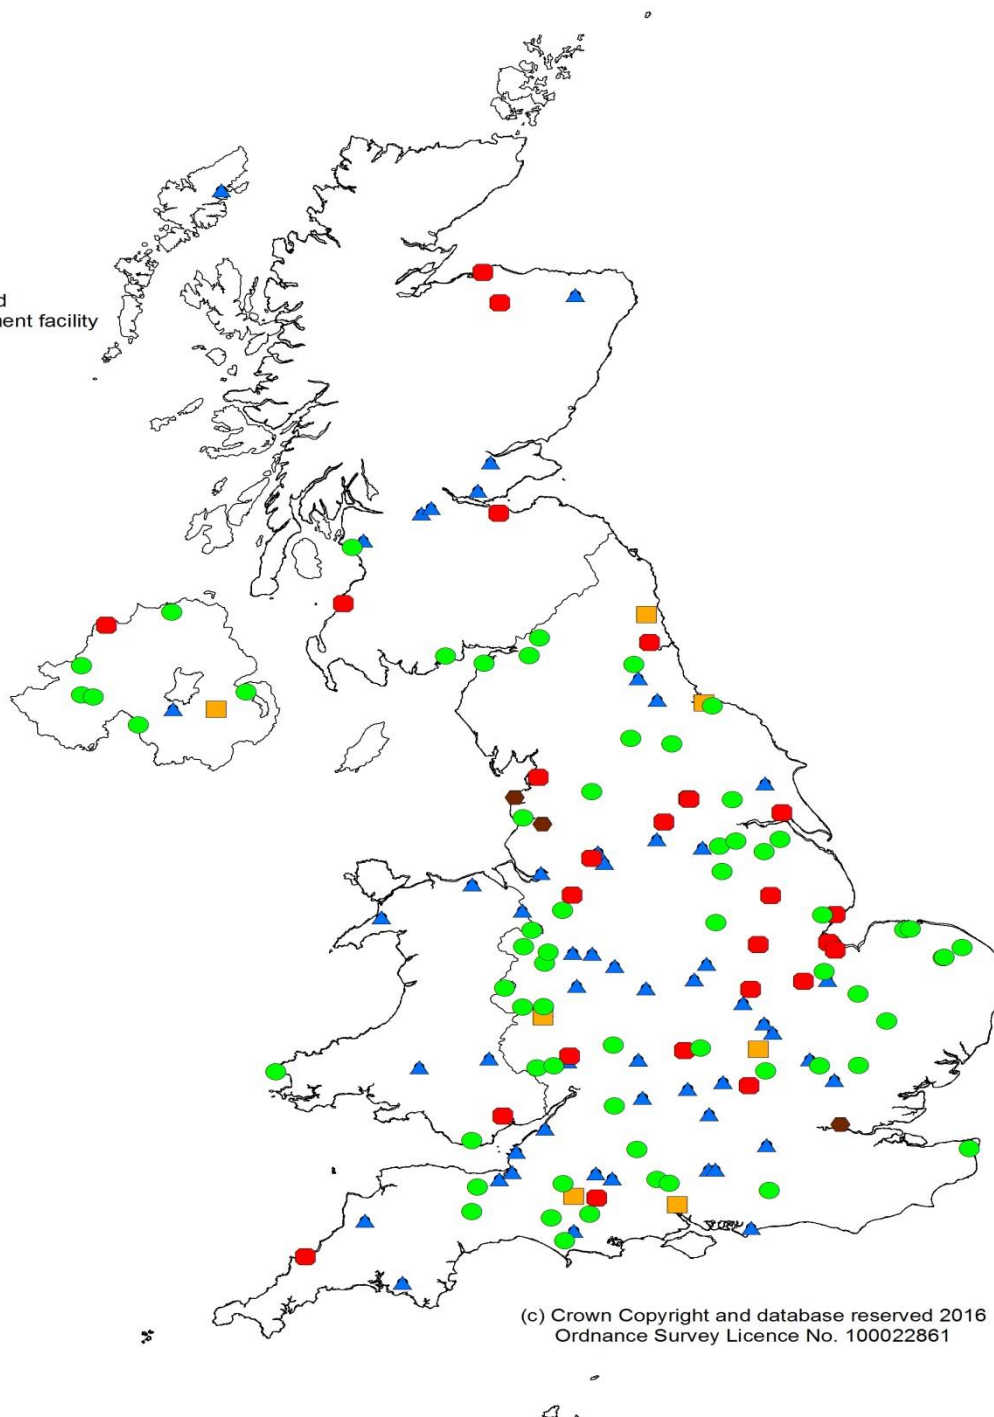 d
ent facility
(c) Crown Copyright and database reserved 2016
Ordnance Survey Licence No. 100022861